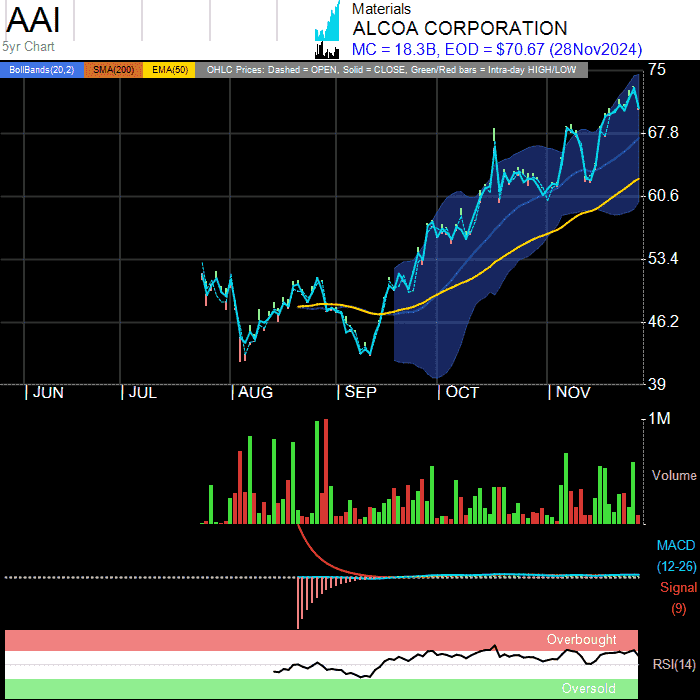 AAI
5yr Chart
Materials
ALCOA CORPORATION
MC = 18.3B, EOD = $70.67 (28Nov2024)
BollBands(20,2) SMA(200) EMA(50) OHLC Prices: Dashed = OPEN, Solid = CLOSE, Green/Red bars = Intra-day HIGH/LOW
75
67.8
60.6
53.4
46.2
39
JUN JUL AUG SEP OCT NOV
1M
Volume
MACD
(12-26)
Signal
(9)
Overbought
RSI(14)
Oversold